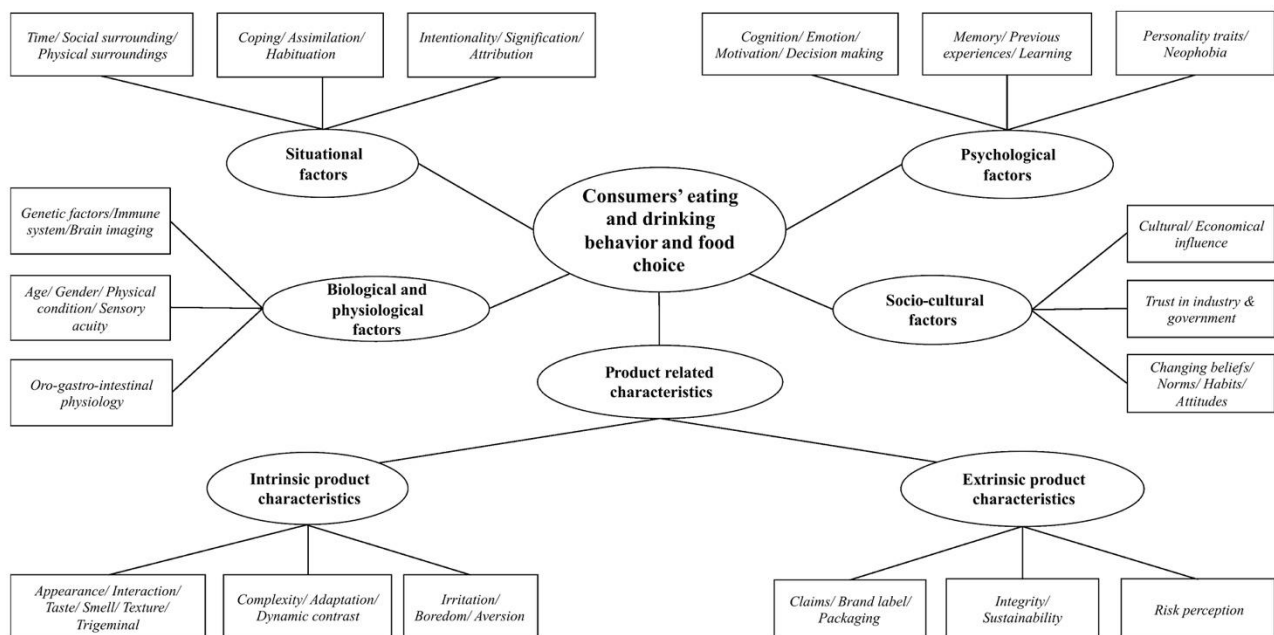 Time/ Social surrounding/
Physical surroundings
Coping/ Assimilation/
Habituation
Intentionality/ Signification/
Attribution
Cognition/ Emotion/
Motivation/ Decision making
Memory/ Previous
experiences/ Learning
Personality traits/
Neophobia
Situational
factors
Psychological
factors
Consumers' eating
and drinking
behavior and food
choice
Genetic factors/Immune
system/Brain imaging
Age/ Gender/ Physical
condition/ Sensory
acuity
Oro-gastro-intestinal
physiology
Biological and
physiological
factors
Socio-cultural
factors
Cultural/ Economical
influence
Trust in industry &
government
Changing beliefs/
Norms/ Habits/
Attitudes
Product related
characteristics
Intrinsic product
characteristics
Extrinsic product
characteristics
Appearance/ Interaction/
Taste/ Smell/ Texture/
Trigeminal
Complexity/ Adaptation/
Dynamic contrast
Irritation/
Boredom/ Aversion
Claims/ Brand label/
Packaging
Integrity/
Sustainability
Risk perception